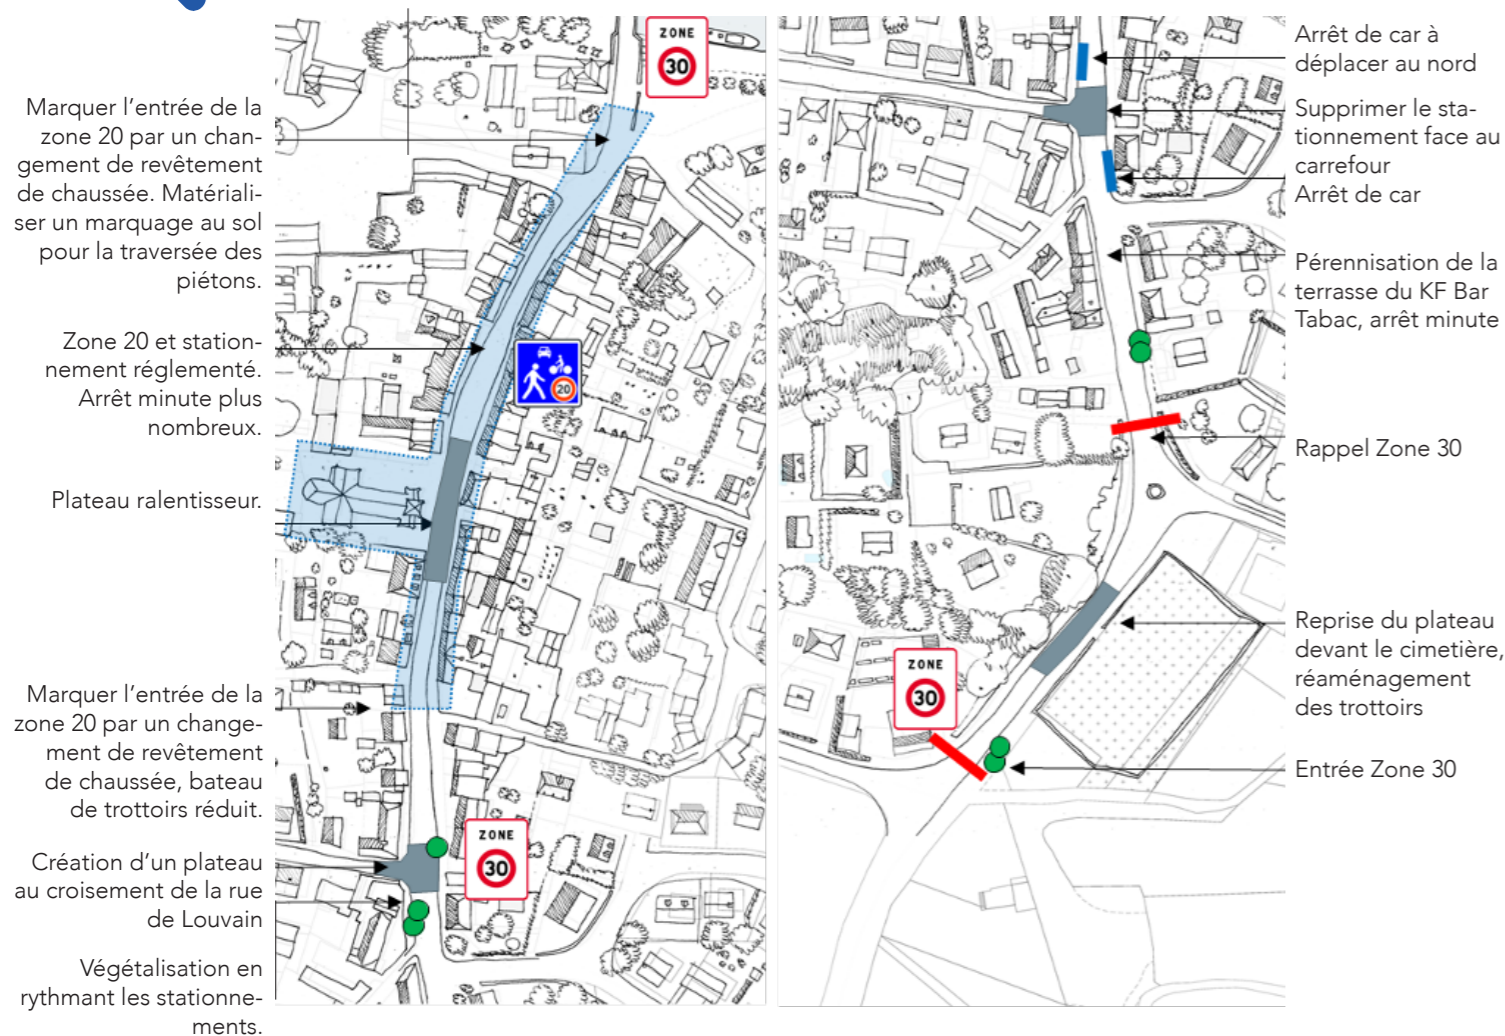 Marquer l’entrée de la
zone 20 par un chan-
gement de revêtement
de chaussée. Matériali-
ser un marquage au sol
pour la traversée des
piétons.
Zone 20 et station-
nement réglementé.
Arrêt minute plus
nombreux.
Plateau ralentisseur.
Marquer l’entrée de la
zone 20 par un change-
ment de revêtement
de chaussée, bateau
de trottoirs réduit.
Création d’un plateau
au croisement de la rue
de Louvain
Végétalisation en
rythmant les stationne-
ments.
ZONE
30
20
ZONE
30
ZONE
30
Arrêt de car à
déplacer au nord
Supprimer le sta-
tionnement face au
carrefour
Arrêt de car
Pérennisation de la
terrasse du KF Bar
Tabac, arrêt minute
Rappel Zone 30
Reprise du plateau
devant le cimetière,
réaménagement
des trottoirs
Entrée Zone 30